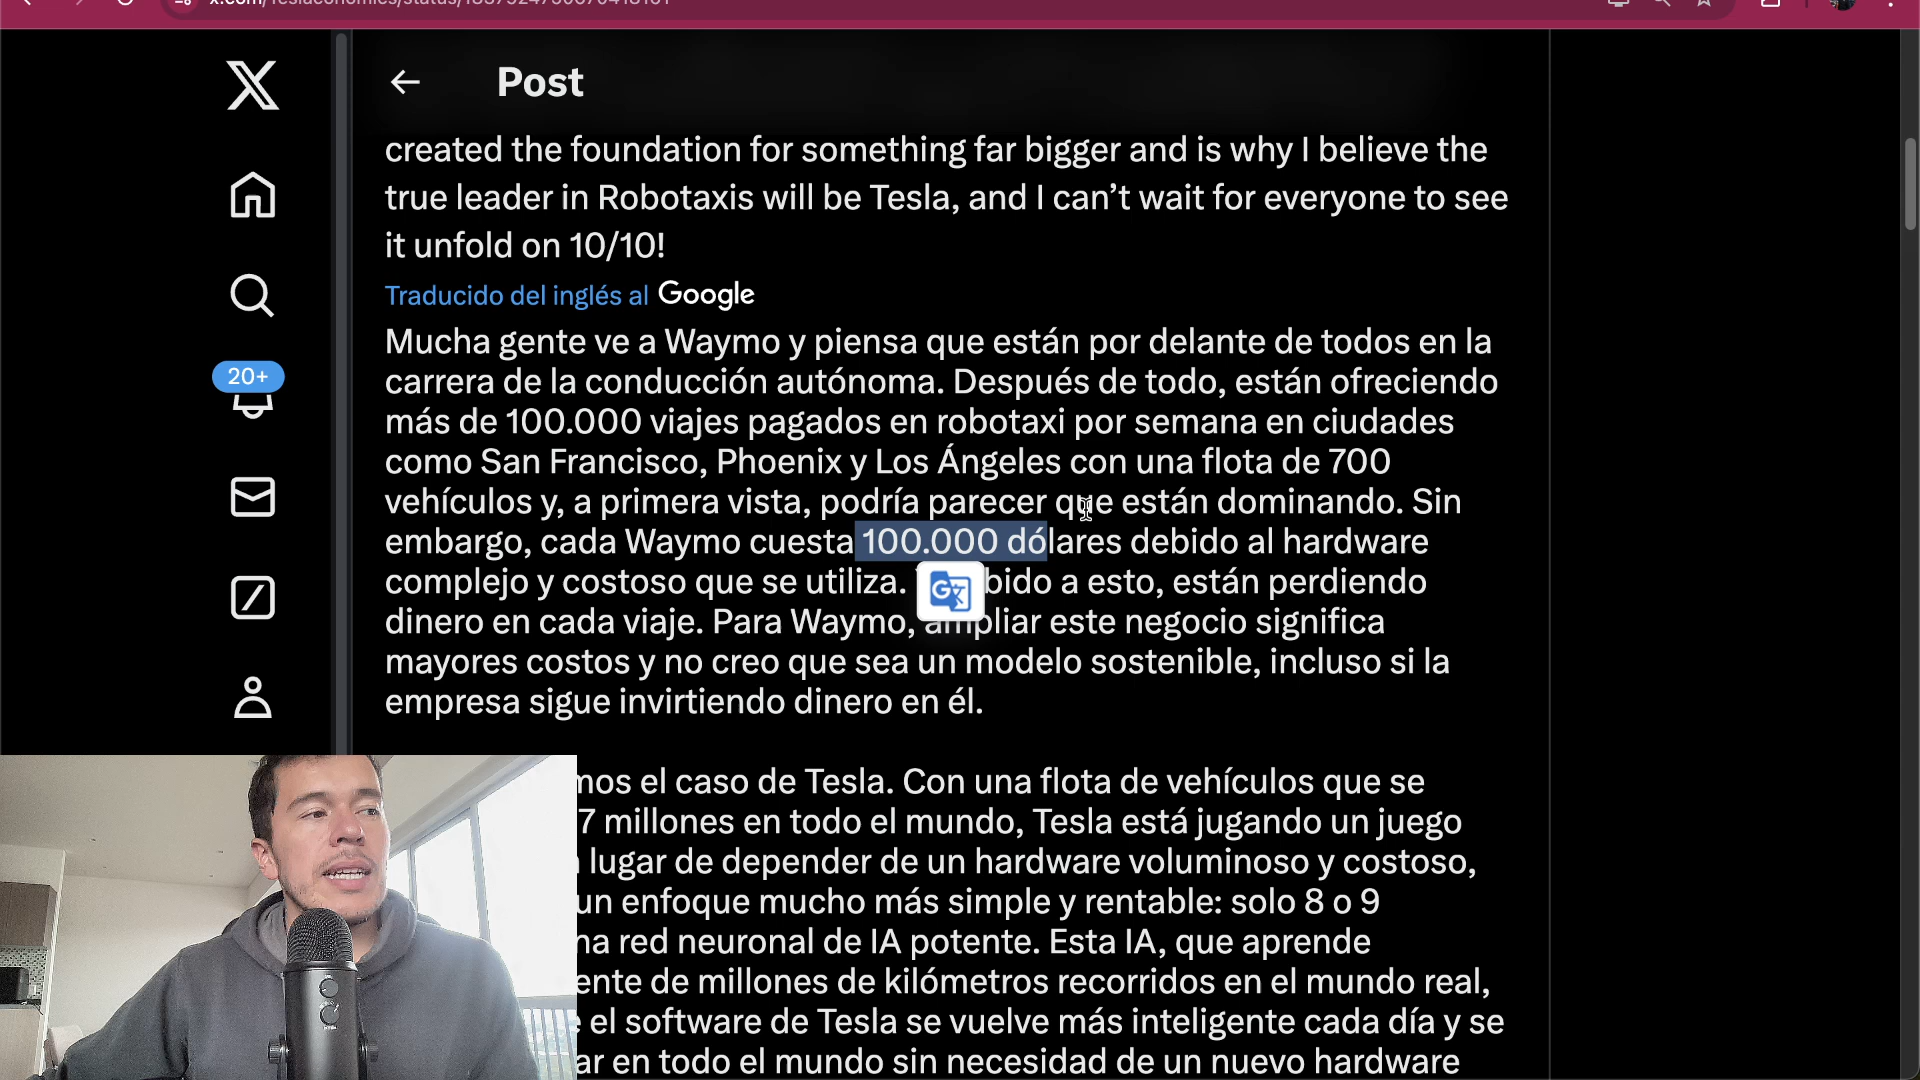 Post
created the foundation for something far bigger and is why I believe the
true leader in Robotaxis will be Tesla, and I can’t wait for everyone to see
it unfold on 10/10!
Traducido del inglés al Google
Mucha gente ve a Waymo y piensa que están por delante de todos en la
carrera de la conducción autónoma. Después de todo, están ofreciendo
más de 100.000 viajes pagados en robotaxi por semana en ciudades
como San Francisco, Phoenix y Los Ángeles con una flota de 700
vehículos y, a primera vista, podría parecer que están dominando. Sin
embargo, cada Waymo cuesta 100.000 dólares debido al hardware
complejo y costoso que se utiliza. bido a esto, están perdiendo
dinero en cada viaje. Para Waymo, ampliar este negocio significa
mayores costos y no creo que sea un modelo sostenible, incluso si la
empresa sigue invirtiendo dinero en él.
mos el caso de Tesla. Con una flota de vehículos que se
7 millones en todo el mundo, Tesla está jugando un juego
lugar de depender de un hardware voluminoso y costoso,
un enfoque mucho más simple y rentable: solo 8 o 9
na red neuronal de IA potente. Esta IA, que aprende
ente de millones de kilómetros recorridos en el mundo real,
el software de Tesla se vuelve más inteligente cada día y se
ar en todo el mundo sin necesidad de un nuevo hardware
20+